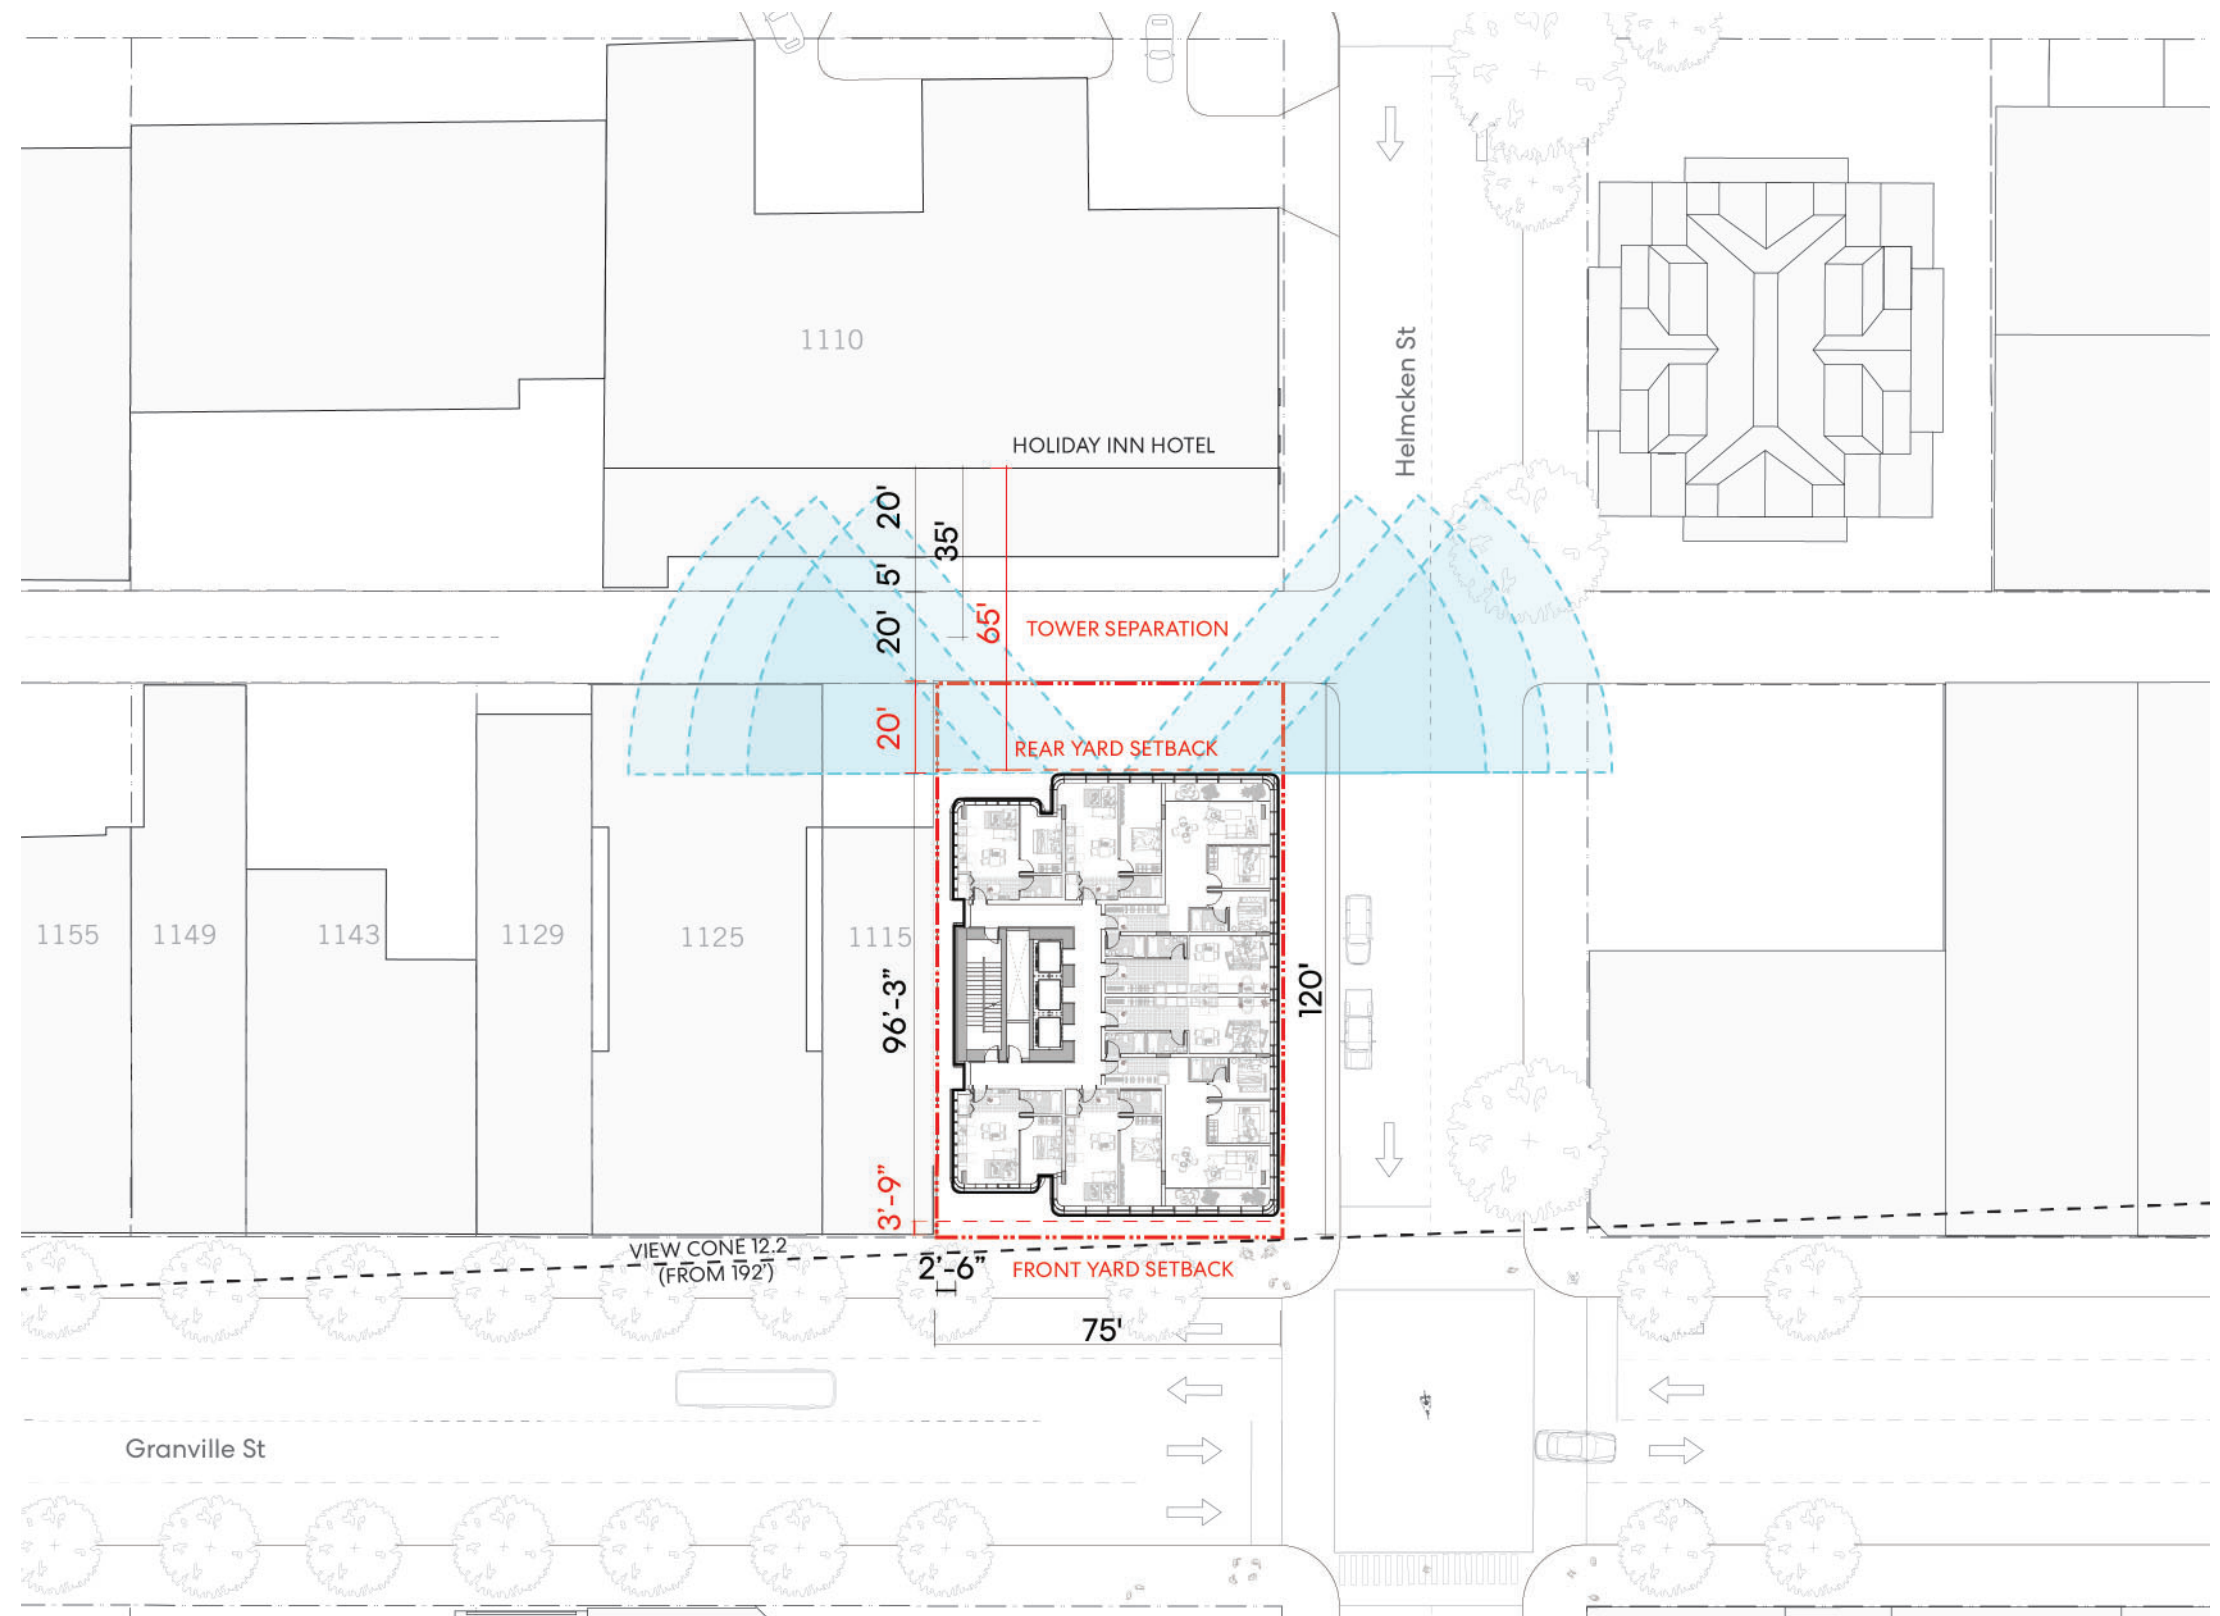 1110
HOLIDAY INN HOTEL
Helmcken St
20'
35'
5'
20'
65'
TOWER SEPARATION
20'
REAR YARD SETBACK
1155
1149
1143
1129
1125
1115
96'-3"
120'
3'-9"
VIEW CONE 12.2
(FROM 192')
2'-6"
FRONT YARD SETBACK
75'
Granville St